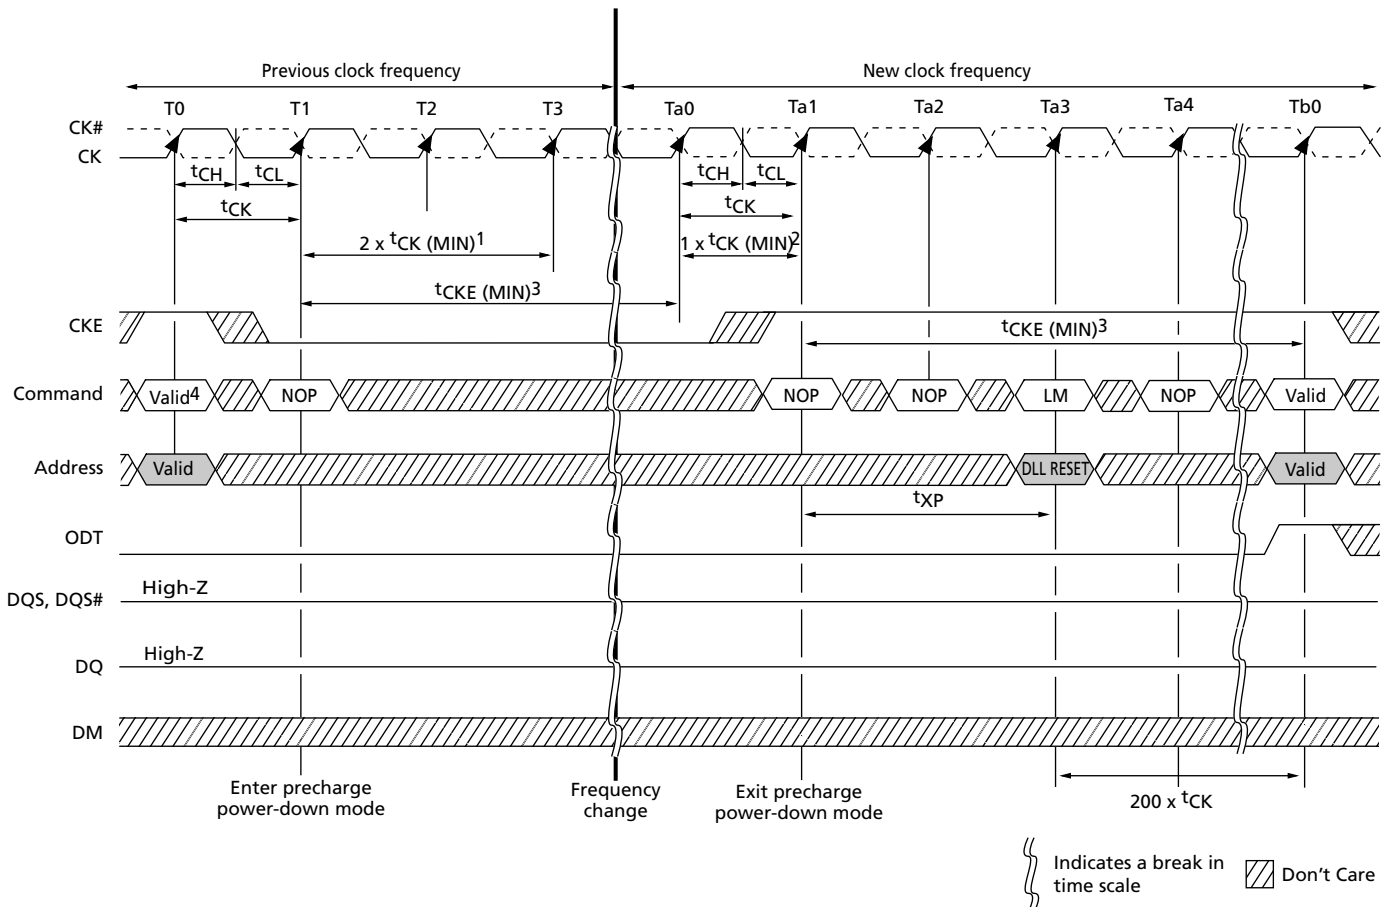 Previous clock frequency New clock frequency
T0 T1 T2 T3 Ta0 Ta1 Ta2 Ta3 Ta4 Tb0
CK#
CK
tCH tCL tCH tCL
tCK tCK
2 x tCK (MIN)1 1 x tCK (MIN)2
tCKE (MIN)3
CKE tCKE (MIN)3
Command Valid4 NOP NOP NOP LM NOP Valid
Address Valid DLL RESET Valid
tXP
ODT
High-Z
DQS, DQS#
High-Z
DQ
DM
Enter precharge
power-down mode
Frequency
change
Exit precharge
power-down mode
200 x tCK
Indicates a break in
time scale
Don't Care